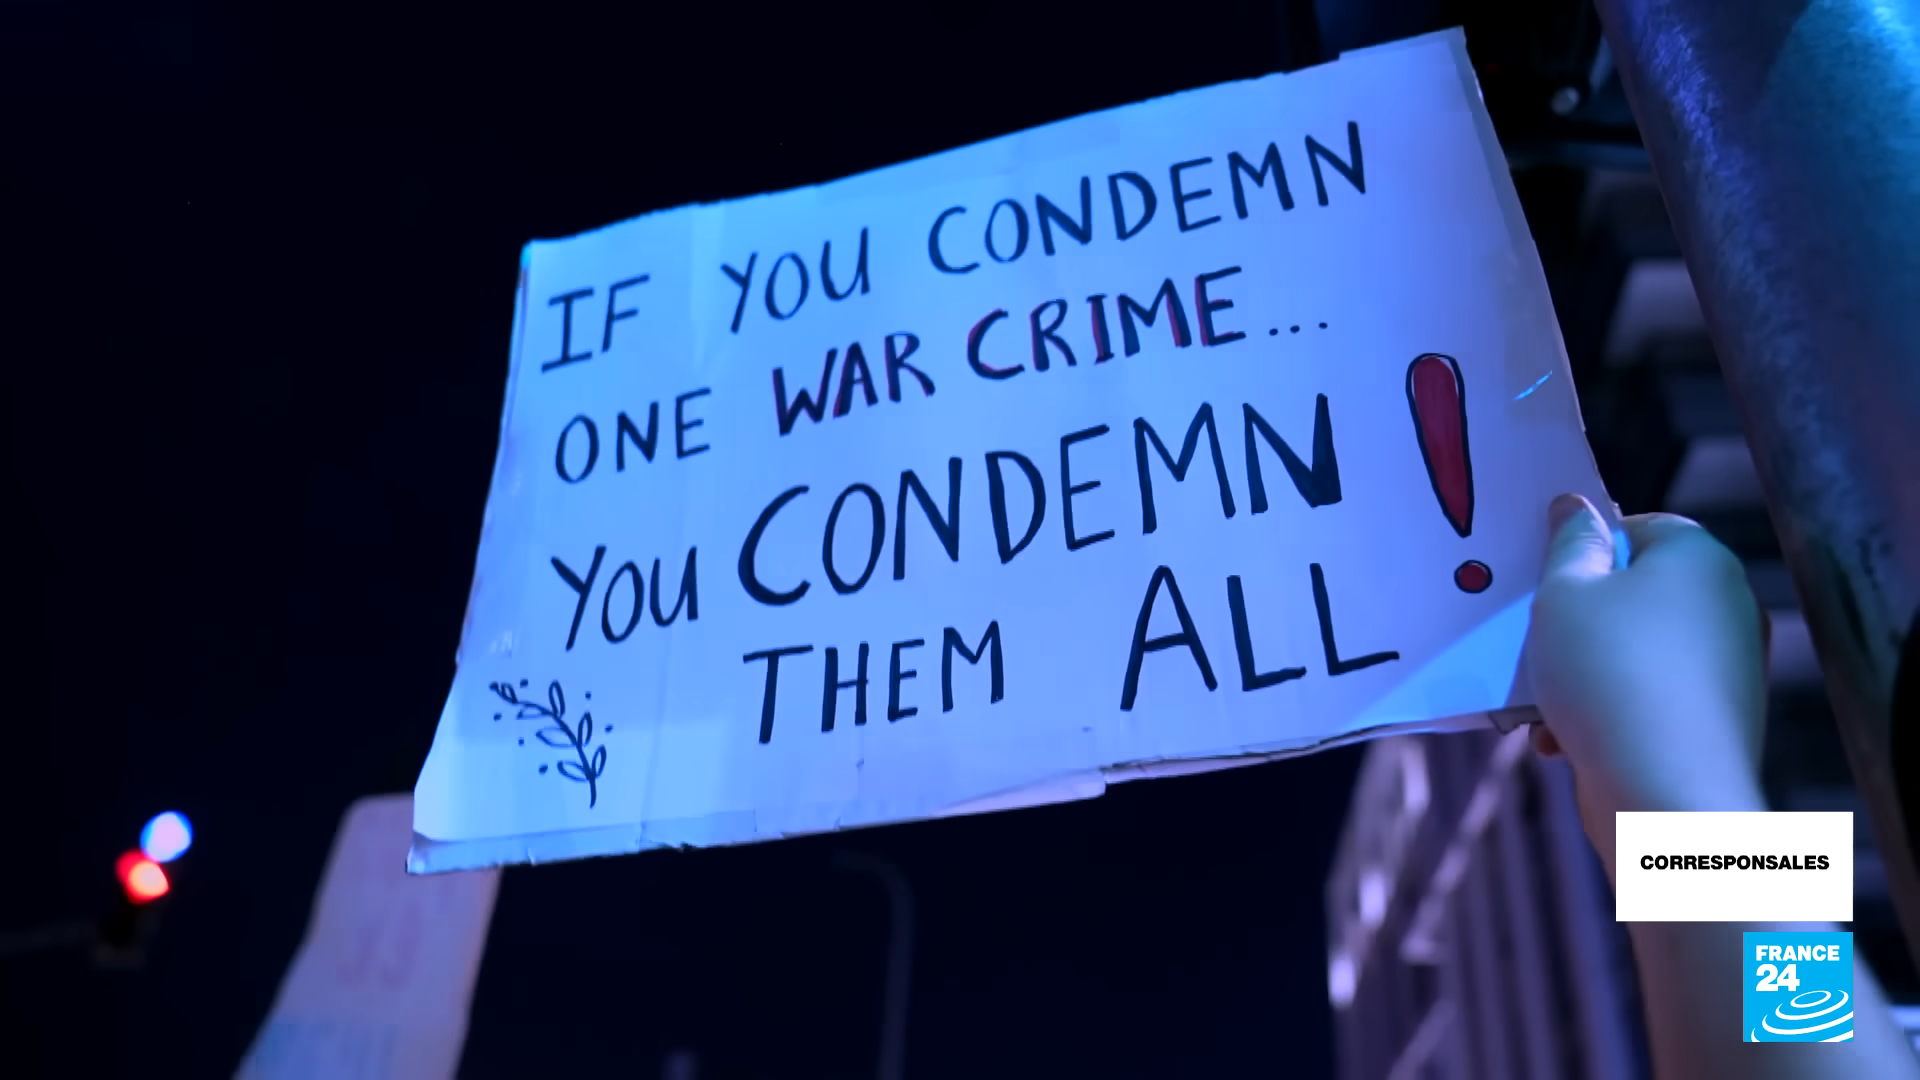 IF YOU CONDEMN
ONE WAR CRIME...
YOU CONDEMN
THEM ALL!
CORRESPONSALES
FRANCE
24